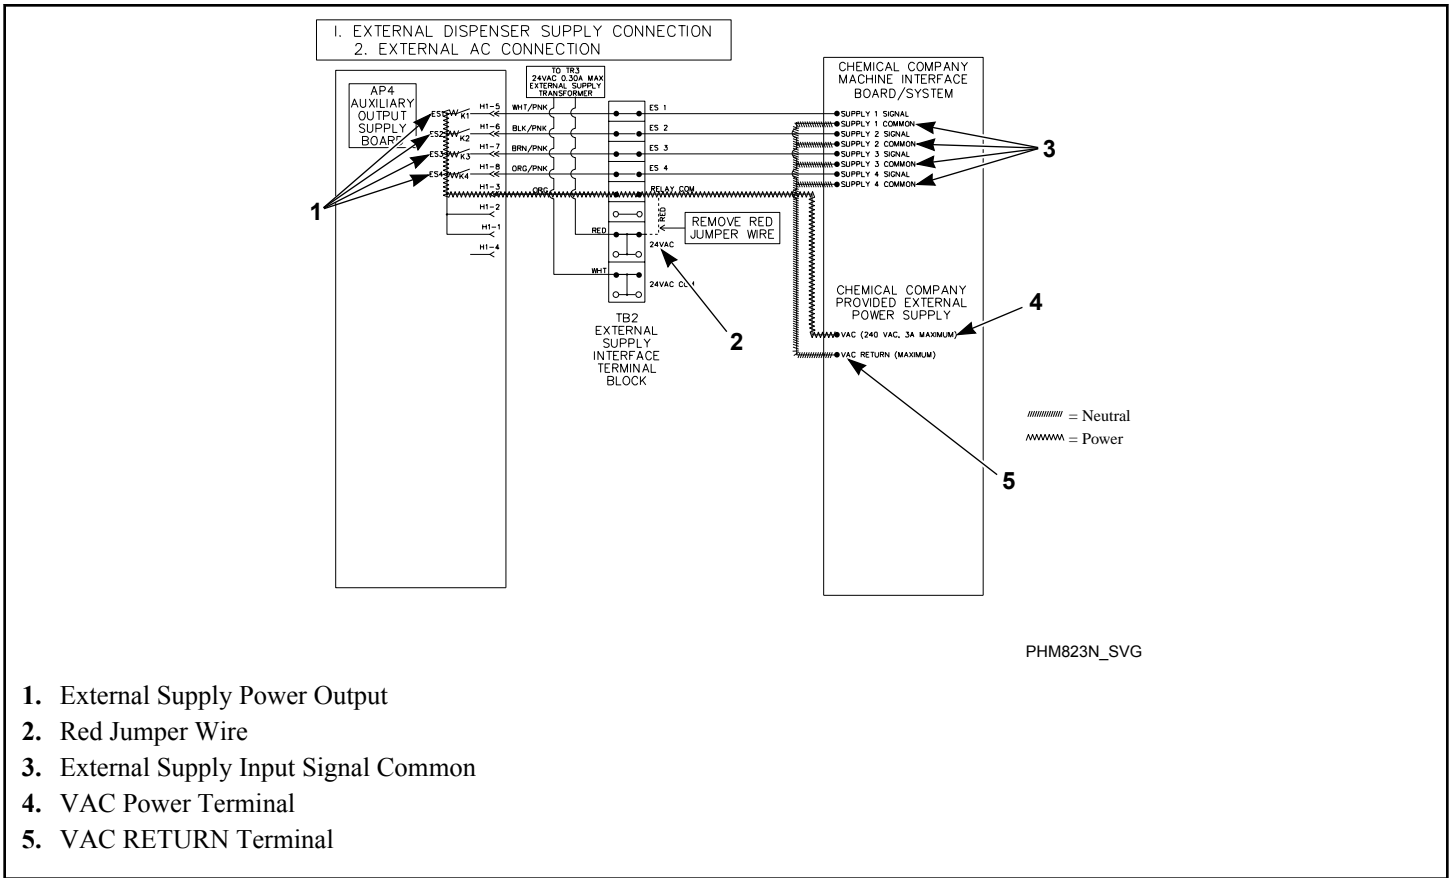 1. EXTERNAL DISPENSER SUPPLY CONNECTION
2. EXTERNAL AC CONNECTION
TO TR3
24VAC 0.30A MAX
EXTERNAL SUPPLY
TRANSFORMER
CHEMICAL COMPANY
MACHINE INTERFACE
BOARD/SYSTEM
AP4
AUXILIARY
OUTPUT
SUPPLY
BOARD
ES1 K1 H1-5 WHT/PNK ES 1
ES2 K2 H1-6 BLK/PNK ES 2
ES3 K3 H1-7 BRN/PNK ES 3
ES4 K4 H1-8 ORG/PNK ES 4
H1-3 ORG RELAY COM
H1-2
H1-1
H1-4
SUPPLY 1 SIGNAL
SUPPLY 1 COMMON
SUPPLY 2 SIGNAL
SUPPLY 2 COMMON
SUPPLY 3 SIGNAL
SUPPLY 3 COMMON
SUPPLY 4 SIGNAL
SUPPLY 4 COMMON
1
3
RED
REMOVE RED
JUMPER WIRE
RED
24VAC
WHT
24VAC
TB2
EXTERNAL
SUPPLY
INTERFACE
TERMINAL
BLOCK
2
CHEMICAL COMPANY
PROVIDED EXTERNAL
POWER SUPPLY
4
VAC (240 VAC, 3A MAXIMUM)
VAC RETURN (MAXIMUM)
= Neutral
= Power
5
PHM823N_SVG
1. External Supply Power Output
2. Red Jumper Wire
3. External Supply Input Signal Common
4. VAC Power Terminal
5. VAC RETURN Terminal